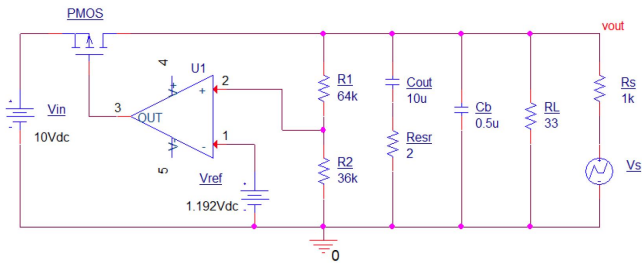 PMOS
vout
4
U1
V+
R1
64k
Cout
10u
Rs
1k
Vin
3
OUT
+
2
Cb
0.5u
RL
33
10Vdc
V-
-
1
5
R2
36k
Resr
2
Vs
Vref
1.192Vdc
0